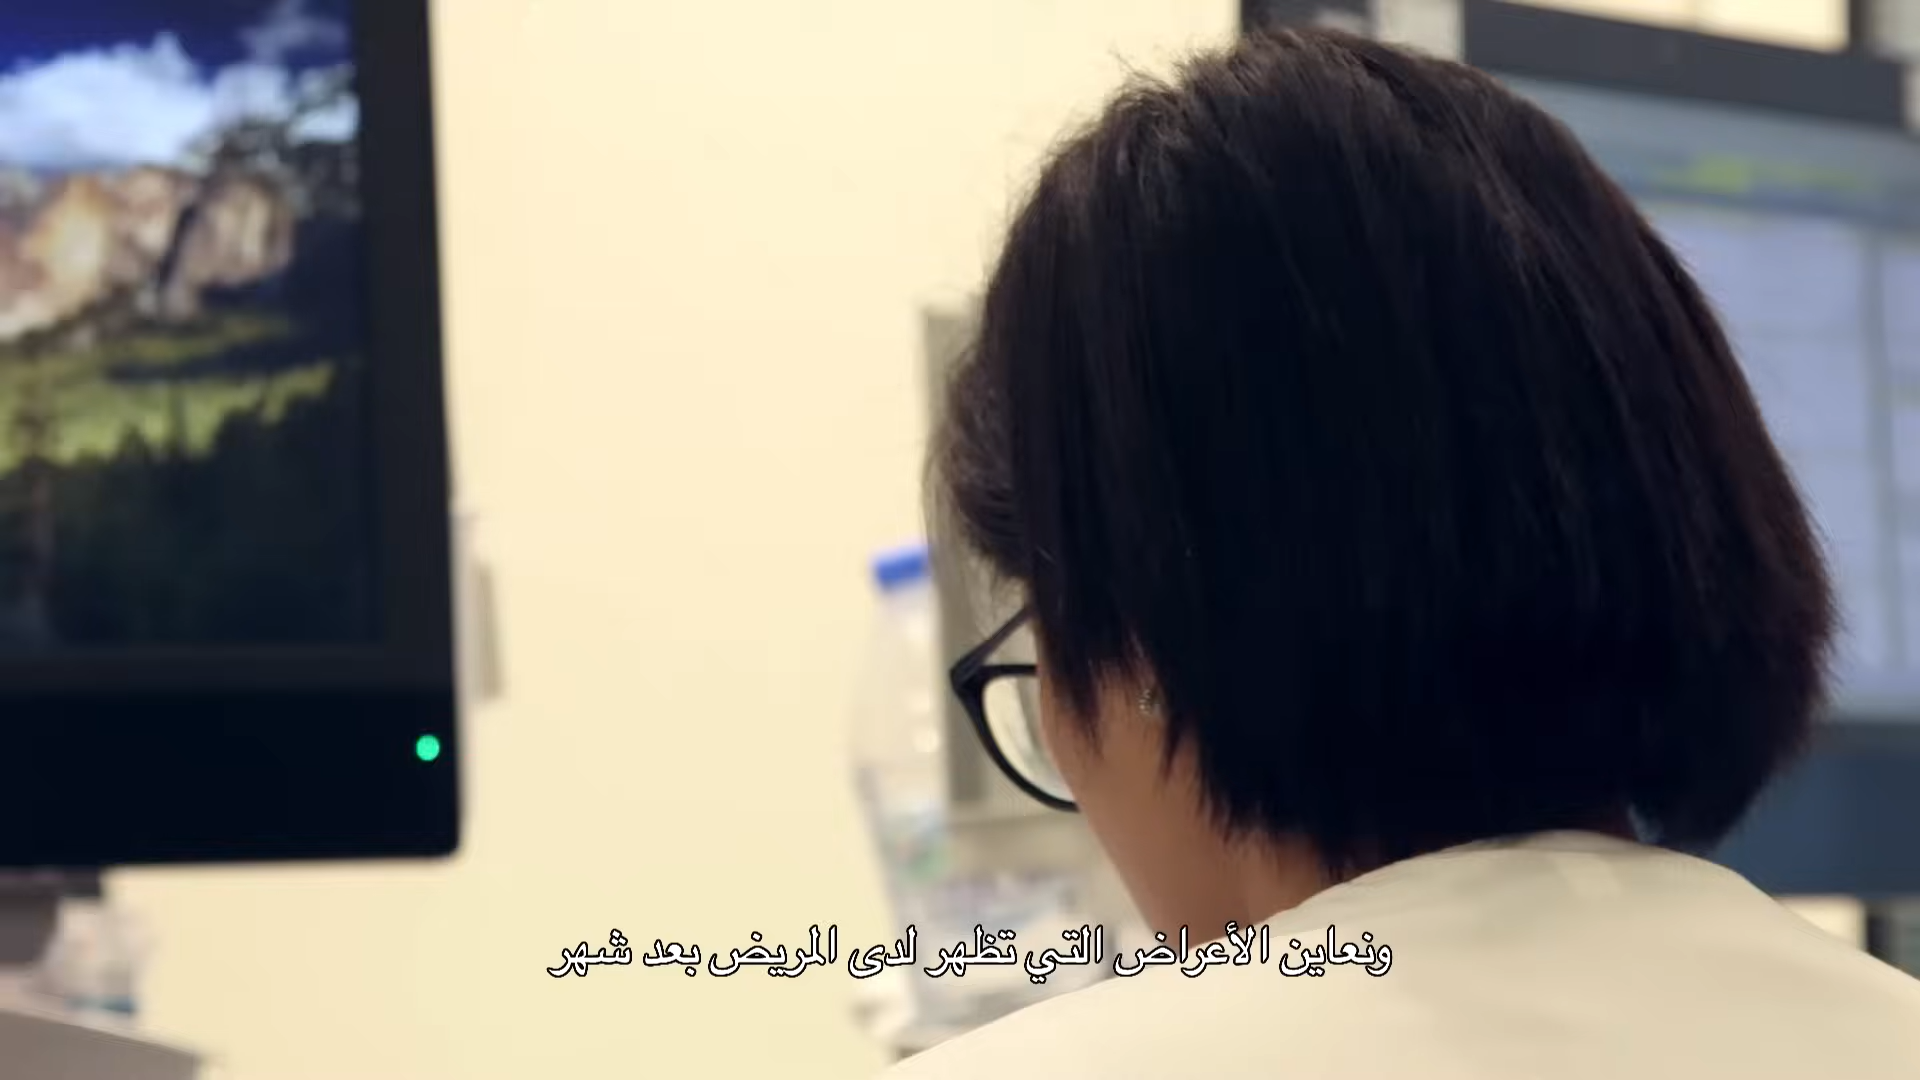 ونعاين الأعراض التي تظهر لدى المريض بعد شهر